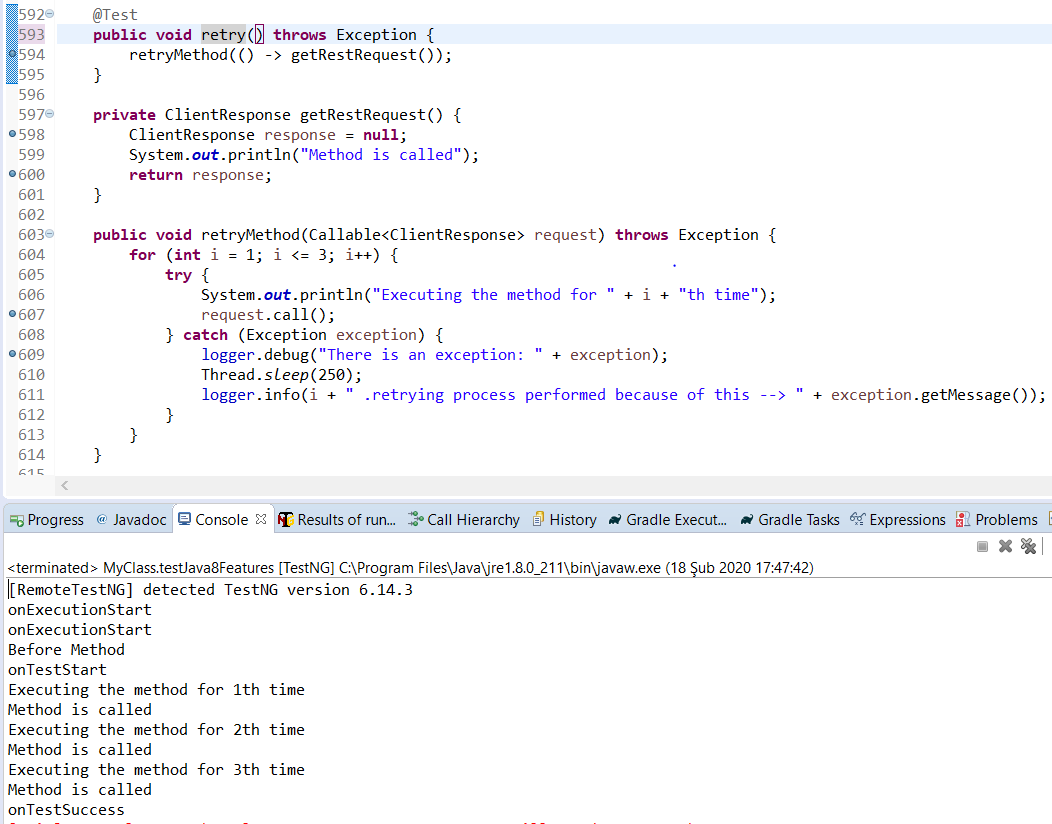 592 @Test
593 public void retry() throws Exception {
594 retryMethod(() -> getRestRequest());
595 }
596
597 private ClientResponse getRestRequest() {
598 ClientResponse response = null;
599 System.out.println("Method is called");
600 return response;
601 }
602
603 public void retryMethod(Callable<ClientResponse> request) throws Exception {
604 for (int i = 1; i <= 3; i++) {
605 try {
606 System.out.println("Executing the method for " + i + "th time");
607 request.call();
608 } catch (Exception exception) {
609 logger.debug("There is an exception: " + exception);
610 Thread.sleep(250);
611 logger.info(i + " .retrying process performed because of this --> " + exception.getMessage());
612 }
613 }
614 }
615
Progress @ Javadoc Console Results of run... Call Hierarchy History Gradle Execut... Gradle Tasks Expressions Problems
<terminated> MyClass.testJava8Features [TestNG] C:\Program Files\Java\jre1.8.0_211\bin\javaw.exe (18 Şub 2020 17:47:42)
[RemoteTestNG] detected TestNG version 6.14.3
onExecutionStart
onExecutionStart
Before Method
onTestStart
Executing the method for 1th time
Method is called
Executing the method for 2th time
Method is called
Executing the method for 3th time
Method is called
onTestSuccess